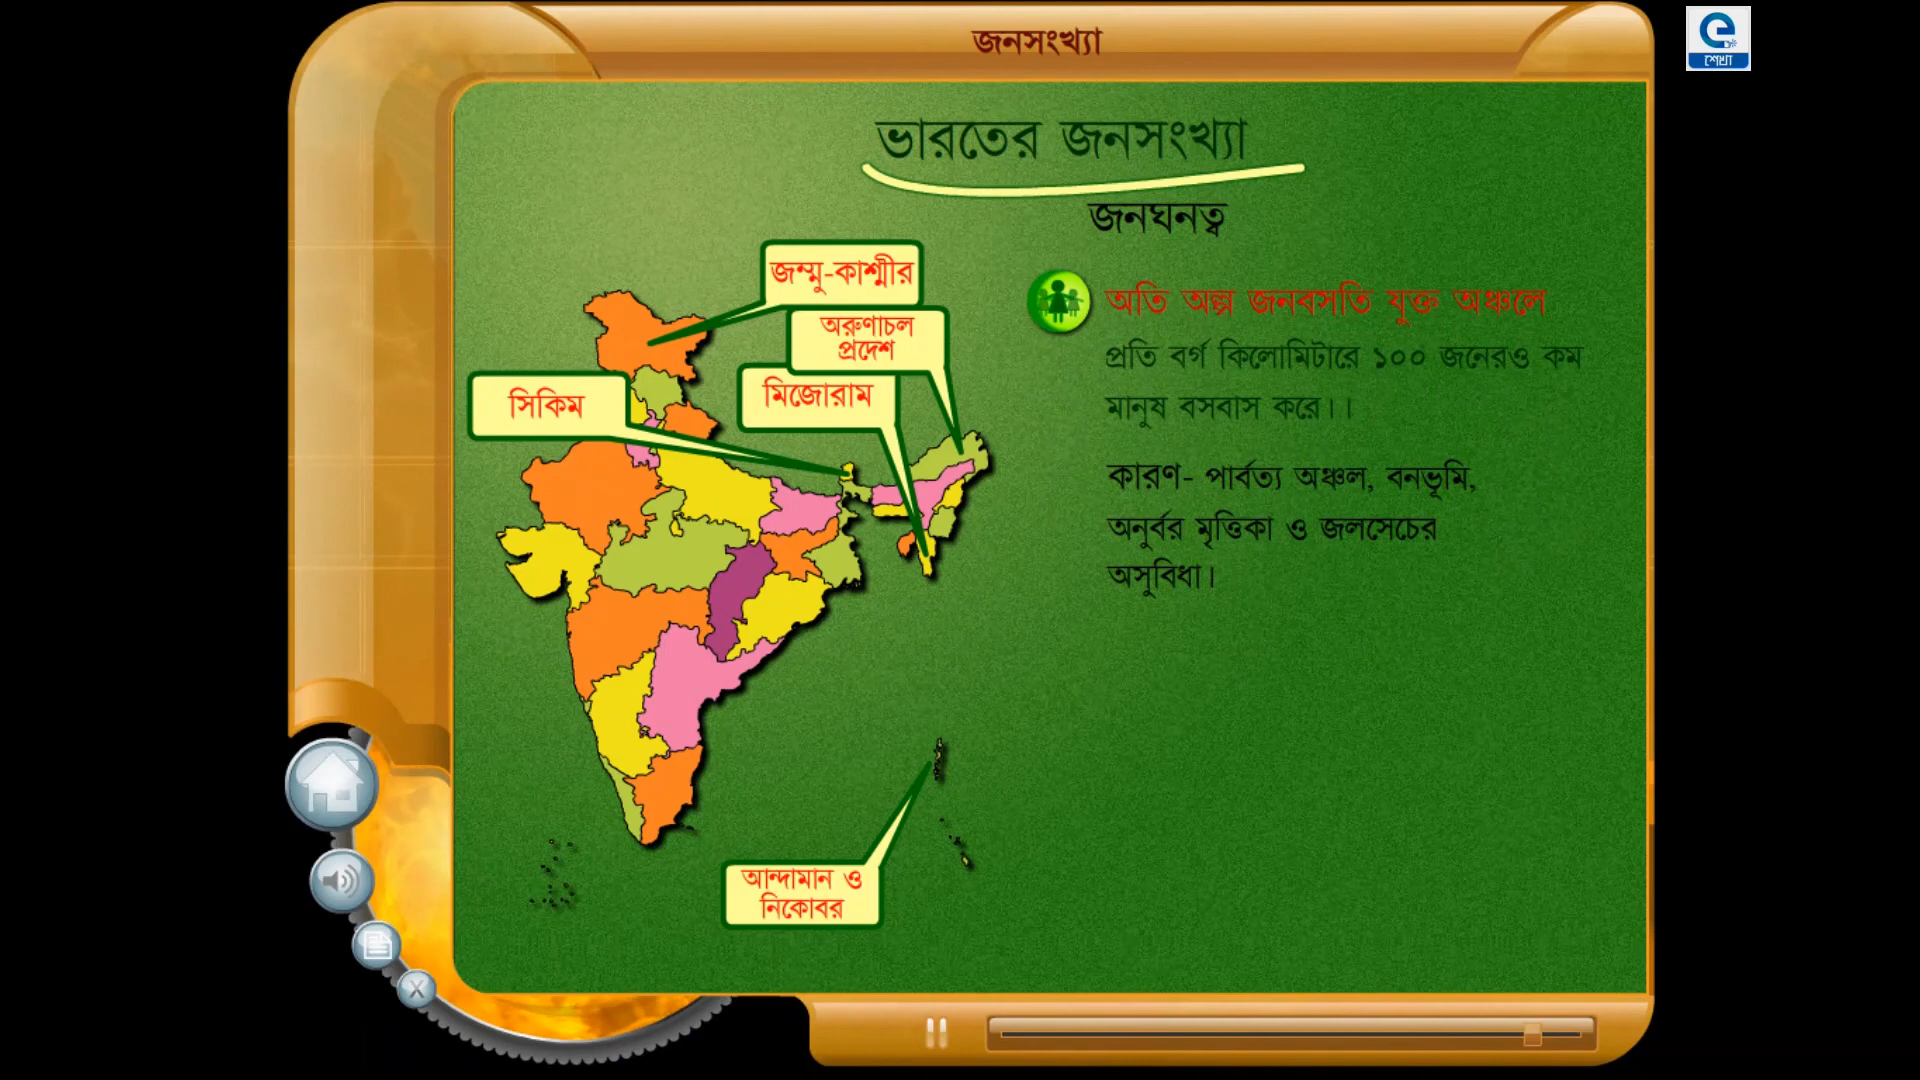 জনসংখ্যা
শেখা
ভারতের জনসংখ্যা
জনঘনত্ব
জম্মু-কাশ্মীর
অরুণাচল
প্রদেশ
মিজোরাম
সিকিম
আন্দামান ও
নিকোবর
অতি অল্প জনবসতি যুক্ত অঞ্চলে
প্রতি বর্গ কিলোমিটারে ১০০ জনেরও কম
মানুষ বসবাস করে।।
কারণ- পার্বত্য অঞ্চল, বনভূমি,
অনুর্বর মৃত্তিকা ও জলসেচের
অসুবিধা।